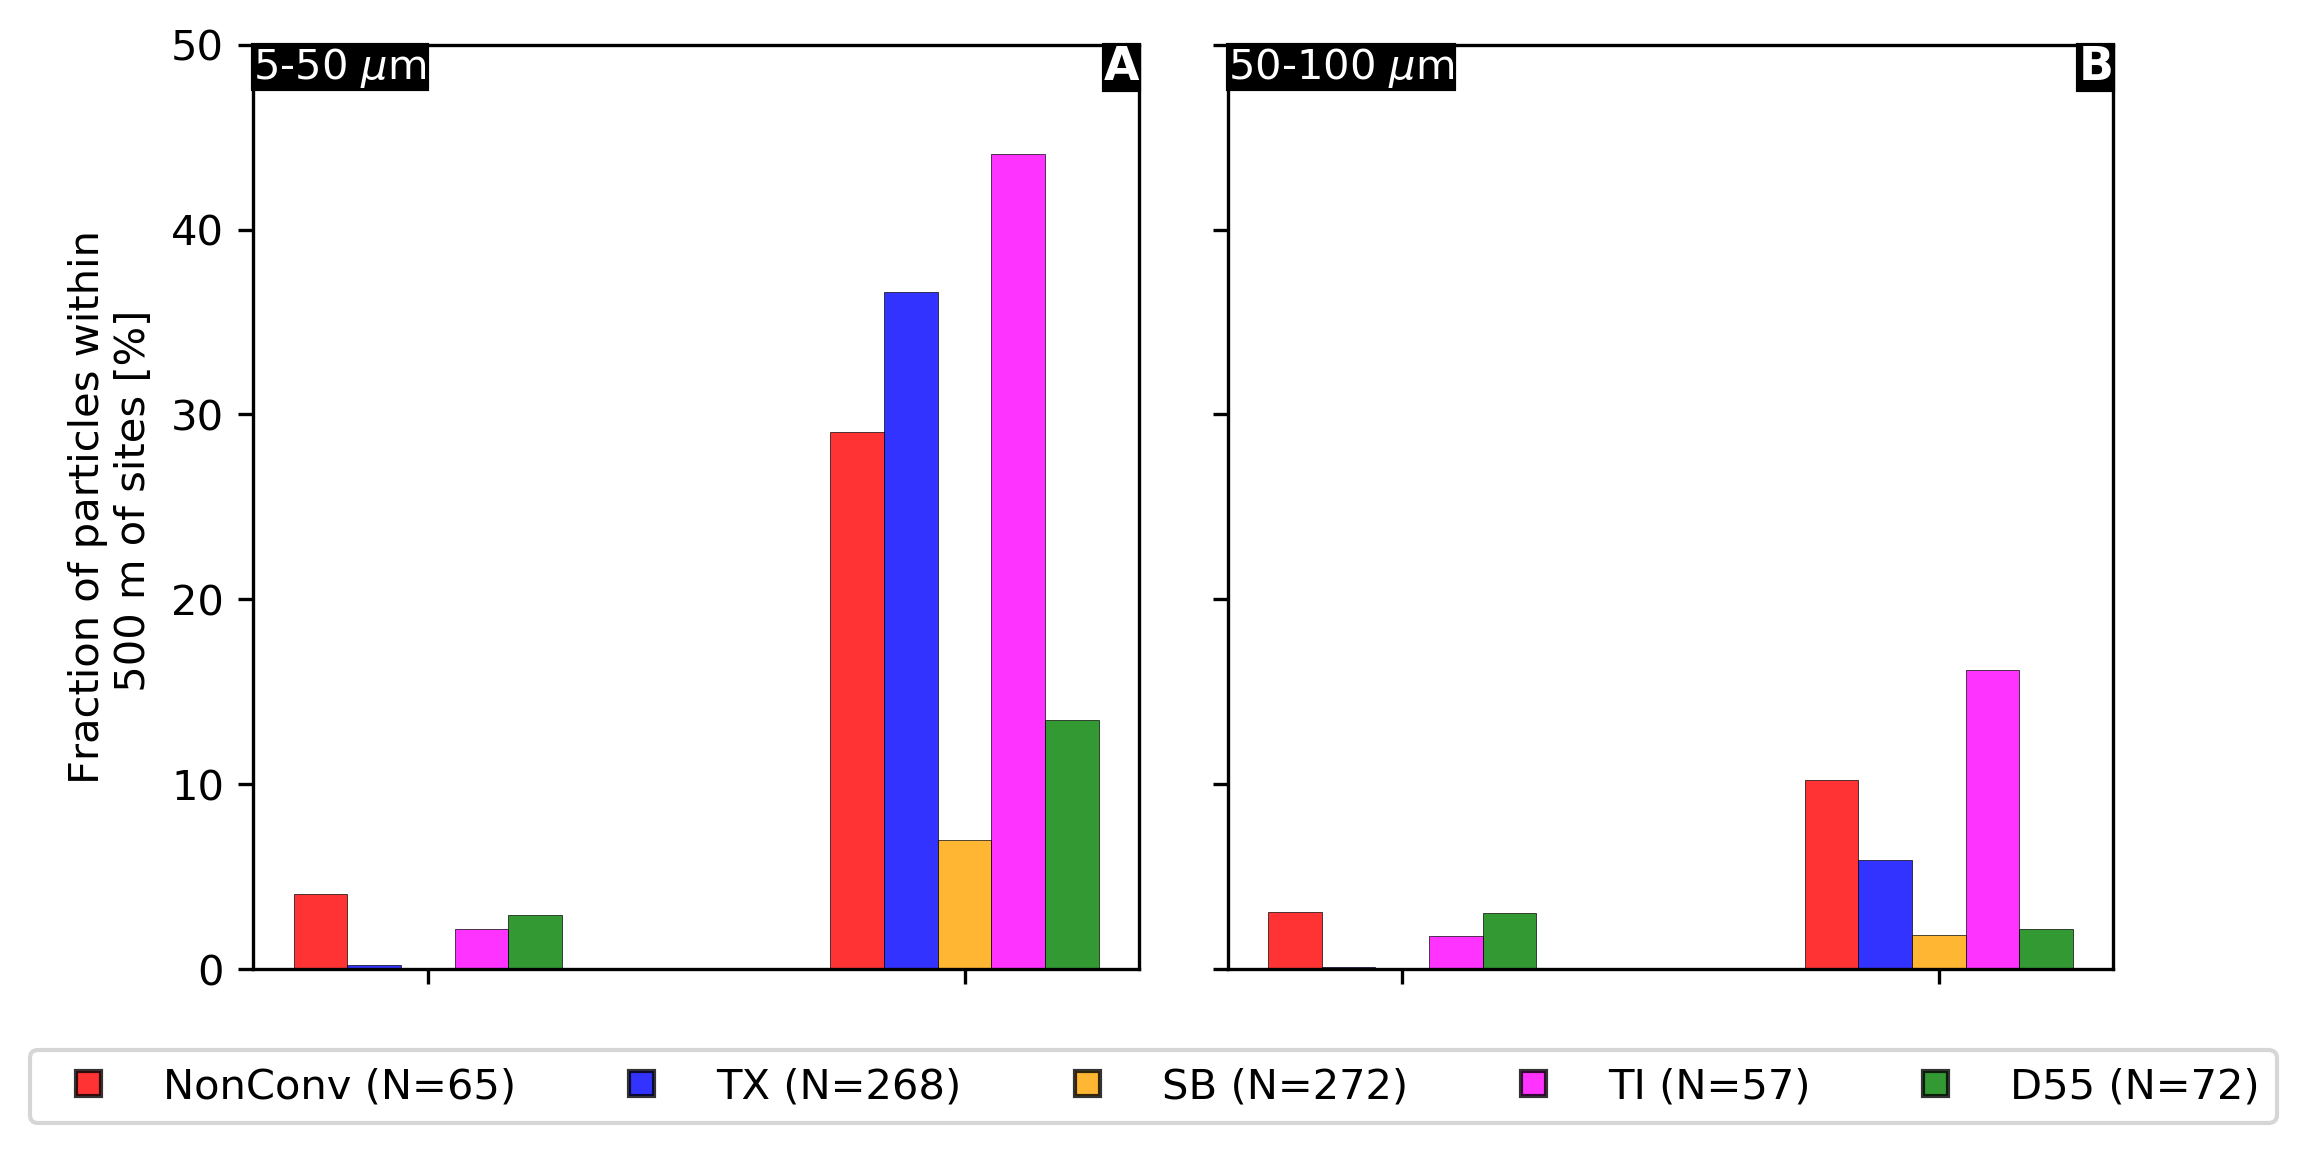 5-50 μm
A
50-100 μm
B
Fraction of particles within
500 m of sites [%]
50
40
30
20
10
0
NonConv (N=65)
TX (N=268)
SB (N=272)
TI (N=57)
D55 (N=72)